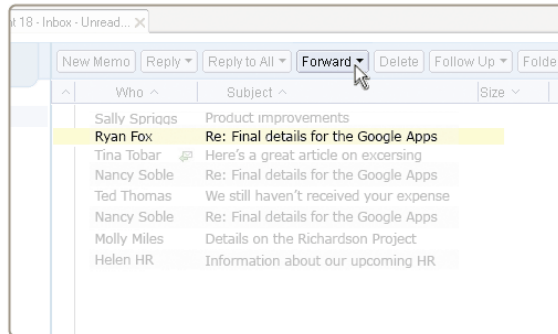 t 18 - Inbox - Unread...
New Memo Reply Reply to All Forward Delete Follow Up Folde
Who Subject Size
Sally Spriggs Product improvements
Ryan Fox Re: Final details for the Google Apps
Tina Tobar Here's a great article on excersing
Nancy Soble Re: Final details for the Google Apps
Ted Thomas We still haven't received your expense
Nancy Soble Re: Final details for the Google Apps
Molly Miles Details on the Richardson Project
Helen HR Information about our upcoming HR